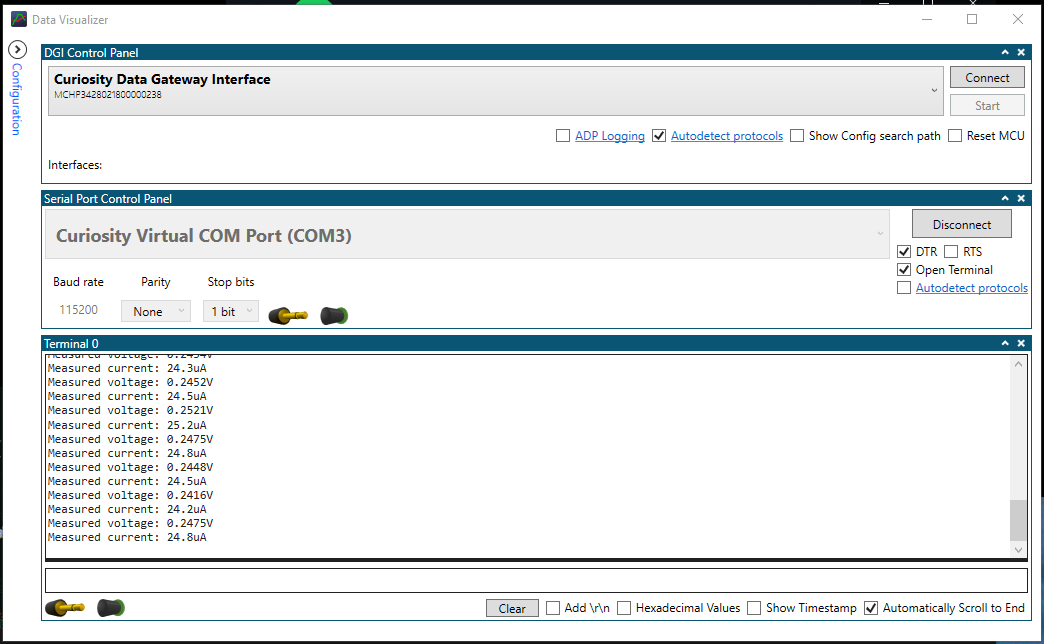 Data Visualizer
Configuration
DGI Control Panel
Curiosity Data Gateway Interface
MCHP3428021800000238
Connect
Start
ADP Logging Autodetect protocols Show Config search path Reset MCU
Interfaces:
Serial Port Control Panel
Curiosity Virtual COM Port (COM3)
Disconnect
DTR RTS
Open Terminal
Autodetect protocols
Baud rate Parity Stop bits
115200 None 1 bit
Terminal 0
Measured voltage: 0.2434V
Measured current: 24.3uA
Measured voltage: 0.2452V
Measured current: 24.5uA
Measured voltage: 0.2521V
Measured current: 25.2uA
Measured voltage: 0.2475V
Measured current: 24.8uA
Measured voltage: 0.2448V
Measured current: 24.5uA
Measured voltage: 0.2416V
Measured current: 24.2uA
Measured voltage: 0.2475V
Measured current: 24.8uA
Clear Add \r\n Hexadecimal Values Show Timestamp Automatically Scroll to End